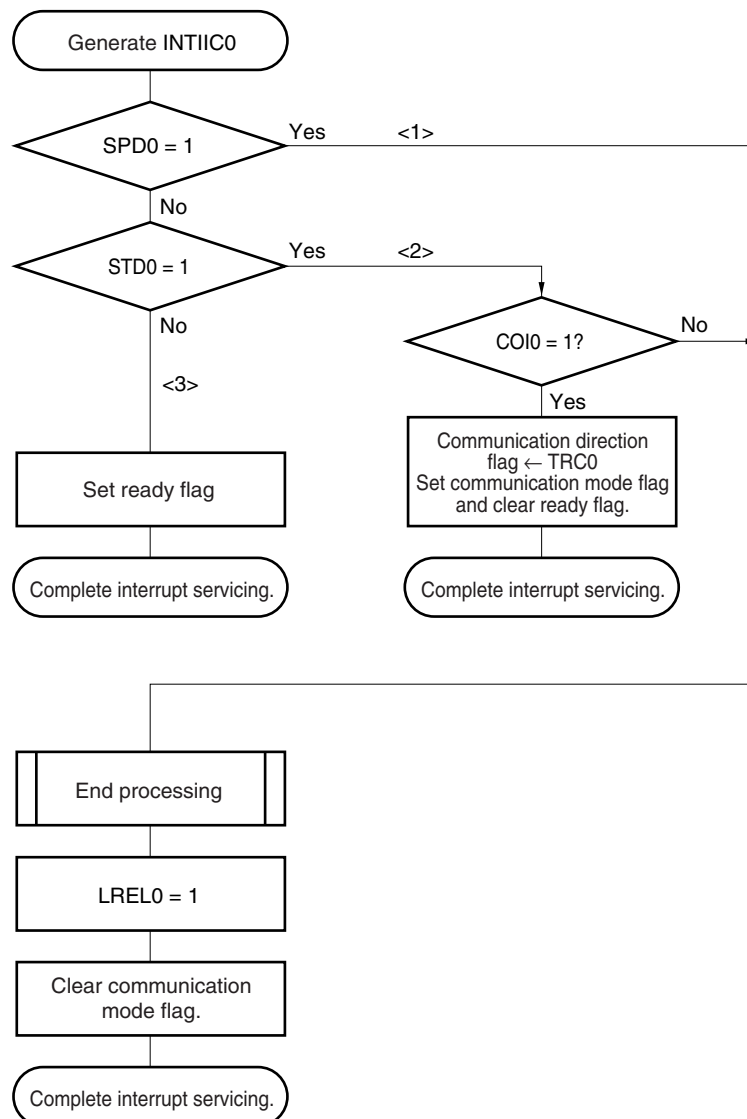 Generate INTIIC0
SPD0 = 1
Yes
<1>
No
STD0 = 1
Yes
<2>
No
COI0 = 1?
No
<3>
Yes
Set ready flag
Communication direction
flag ← TRC0
Set communication mode flag
and clear ready flag.
Complete interrupt servicing.
Complete interrupt servicing.
End processing
LREL0 = 1
Clear communication
mode flag.
Complete interrupt servicing.